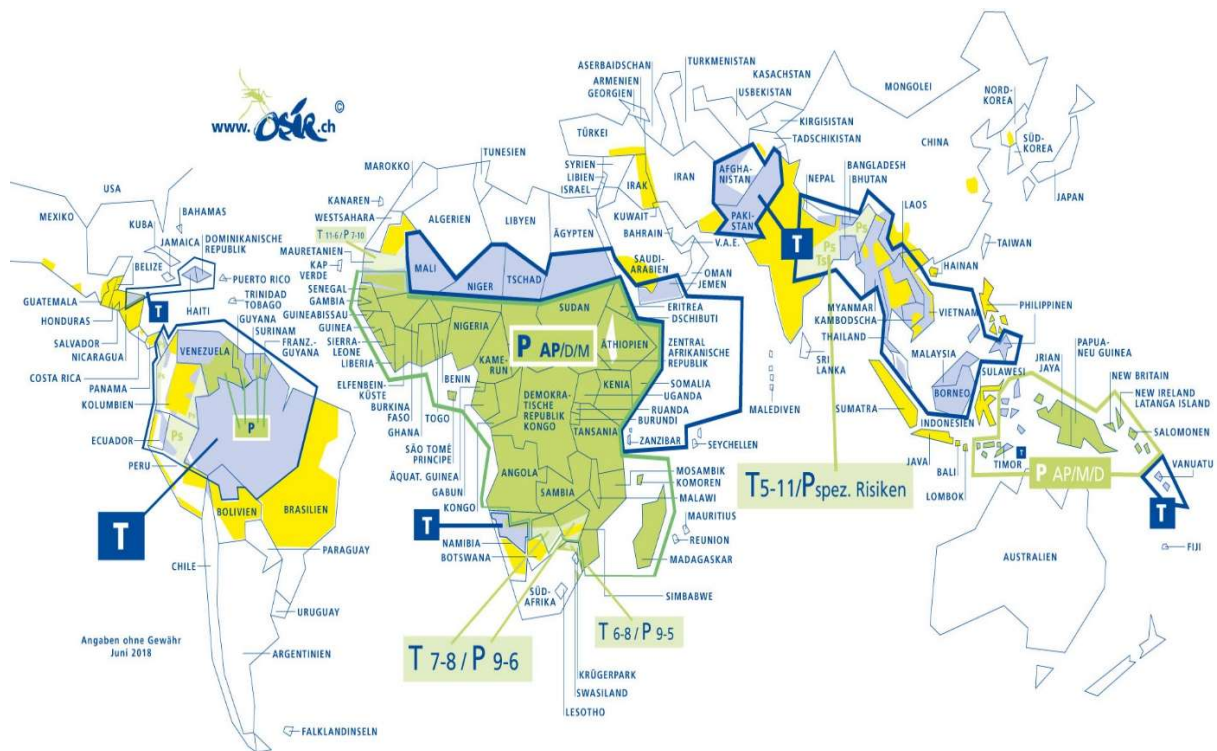 www.OSIR.ch ©
USA
MEXIKO
KUBA
BAHAMAS
JAMAICA
DOMINIKANISCHE
REPUBLIK
BELIZE
PUERTO RICO
HAITI
TRINIDAD
TOBAGO
GUATEMALA
HONDURAS
SALVADOR
NICARAGUA
COSTA RICA
PANAMA
KOLUMBIEN
ECUADOR
PERU
T
GUYANA
SURINAM
FRANZ.-
GUYANA
VENEZUELA
P
Ps
T
BOLIVIEN
BRASILIEN
PARAGUAY
CHILE
URUGUAY
ARGENTINIEN
FALKLANDINSELN
Angaben ohne Gewähr
Juni 2018
MAROKKO
TUNESIEN
KANAREN
WESTSAHARA
T 11-6 / P 7-10
MAURETANIEN
KAP
VERDE
SENEGAL
GAMBIA
GUINEABISSAU
GUINEA
SIERRA-
LEONE
LIBERIA
ELFENBEIN-
KÜSTE
BURKINA
FASO
GHANA
TOGO
BENIN
SÃO TOMÉ
PRINCIPE
ÄQUAT. GUINEA
GABUN
KONGO
ALGERIEN
LIBYEN
ÄGYPTEN
MALI
NIGER
TSCHAD
SUDAN
NIGERIA
P AP/D/M
ÄTHIOPIEN
KAME-
RUN
KENIA
DEMOKRA-
TISCHE
REPUBLIK
KONGO
TANSANIA
ANGOLA
SAMBIA
ERITREA
DSCHIBUTI
ZENTRAL
AFRIKANISCHE
REPUBLIK
SOMALIA
UGANDA
RUANDA
BURUNDI
ZANZIBAR
SEYCHELLEN
MOSAMBIK
KOMOREN
MALAWI
MAURITIUS
REUNION
MADAGASKAR
SIMBABWE
T
NAMIBIA
BOTSWANA
SÜD-
AFRIKA
T 7-8 / P 9-6
T 6-8 / P 9-5
KRÜGERPARK
SWASILAND
LESOTHO
ASERBAIDSCHAN
ARMENIEN
GEORGIEN
TURKMENISTAN
KASACHSTAN
USBEKISTAN
KIRGISISTAN
TADSCHIKISTAN
TÜRKEI
SYRIEN
LIBIEN
ISRAEL
IRAK
IRAN
KUWAIT
BAHRAIN
V.A.E.
SAUDI-
ARABIEN
OMAN
JEMEN
AFGHA-
NISTAN
PAKI-
STAN
T
NEPAL
BANGLADESH
BHUTAN
MONGOLEI
CHINA
NORD-
KOREA
SÜD-
KOREA
JAPAN
LAOS
TAIWAN
HAINAN
Ps
Ps
MYANMAR
KAMBODSCHA
THAILAND
VIETNAM
PHILIPPINEN
SRI
LANKA
MALEDIVEN
MALAYSIA
SUMATRA
BORNEO
SULAWESI
INDONESIEN
JAVA
BALI
LOMBOK
T
TIMOR
JRIAN
JAYA
PAPUA-
NEU GUINEA
NEW BRITAIN
NEW IRELAND
LATANGA ISLAND
SALOMONEN
P AP/M/D
VANUATU
T
FIJI
AUSTRALIEN
T5-11/Pspez. Risiken